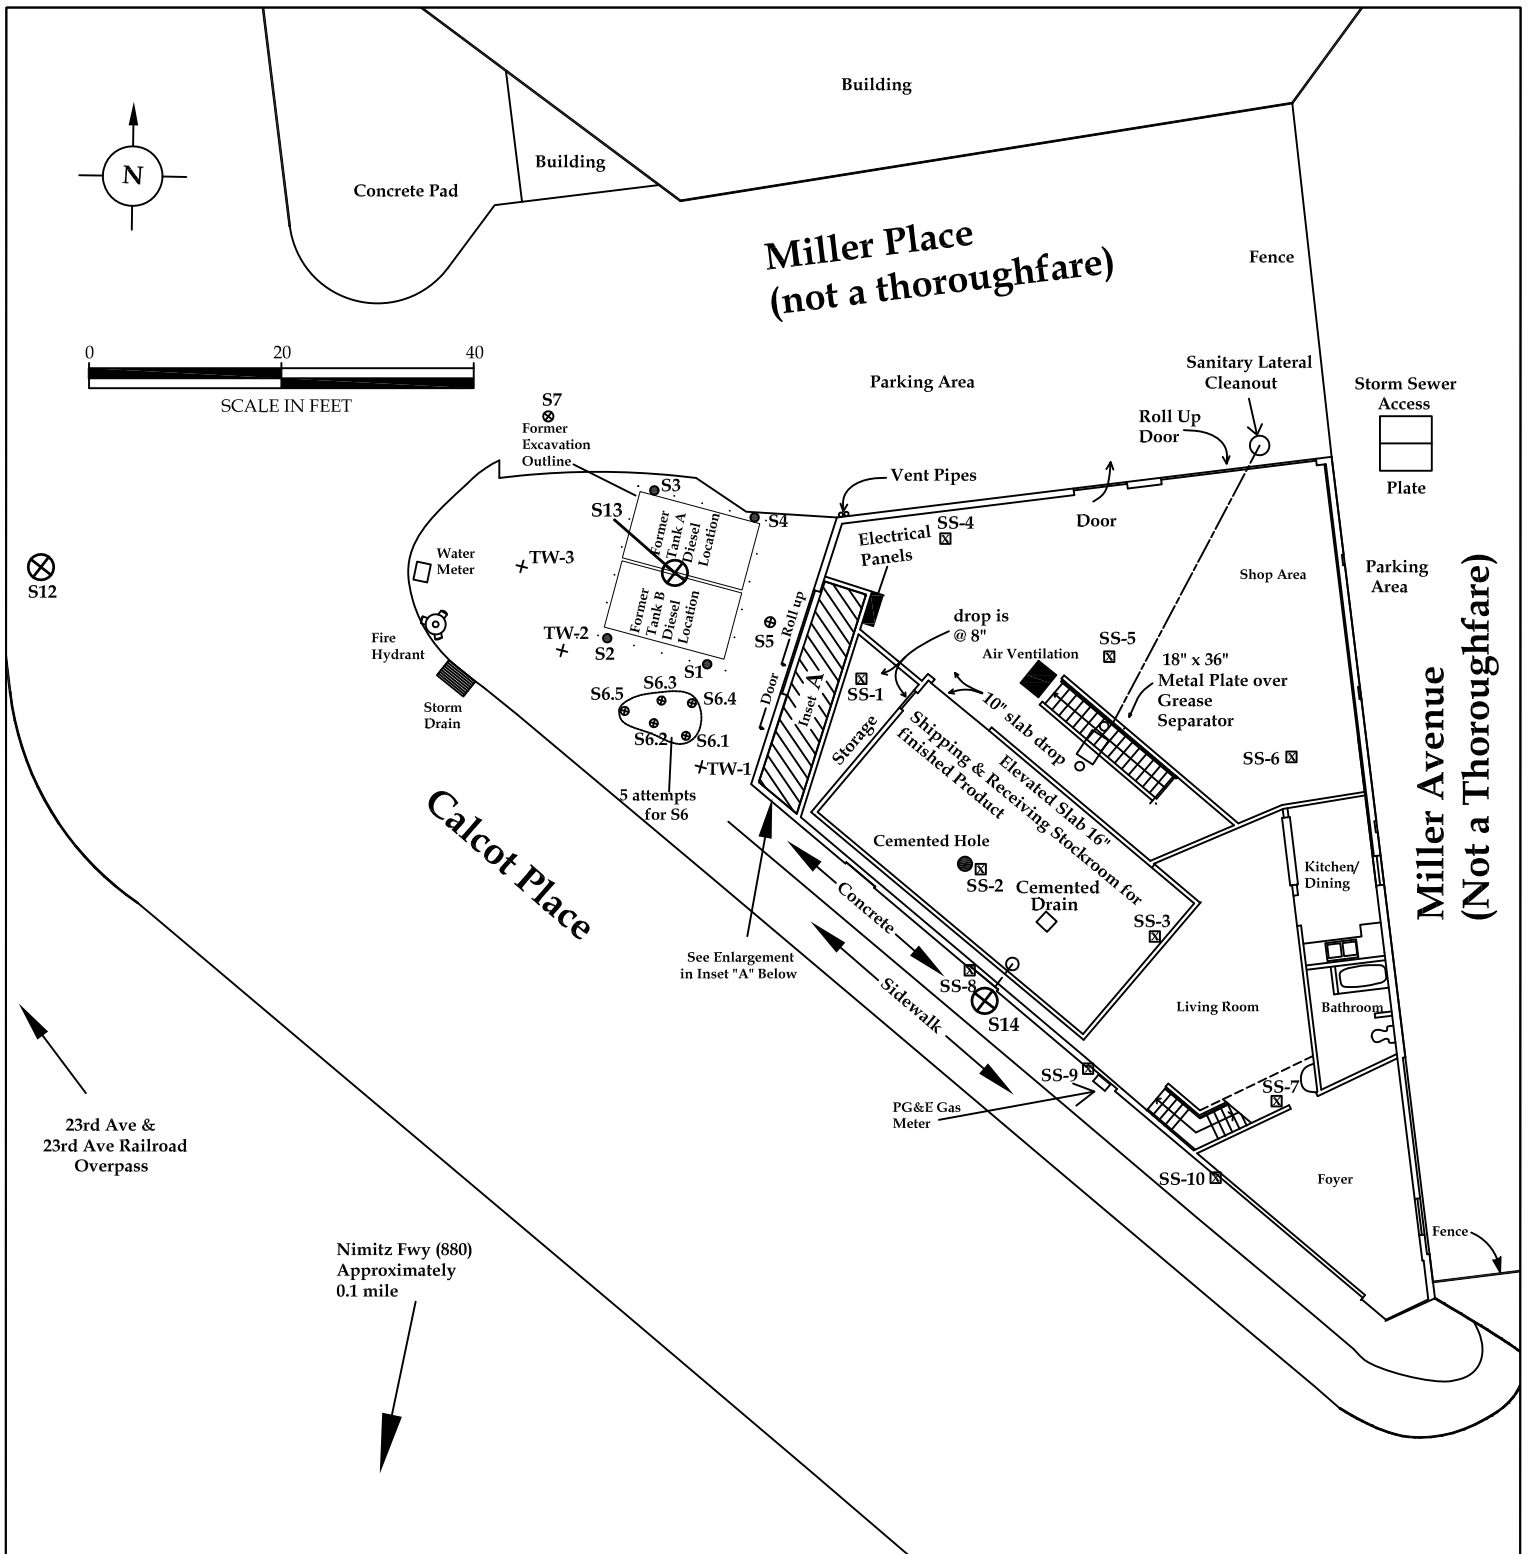 Building
Building
Concrete Pad
N
Miller Place
(not a thoroughfare)
Fence
0 20 40
SCALE IN FEET
Parking Area
Sanitary Lateral
Cleanout
Storm Sewer
Access
Plate
Roll Up
Door
S7
Former
Excavation
Outline
Vent Pipes
Door
S3
S13
S4
Former
Tank A
Diesel
Location
Former
Tank B
Diesel
Location
SS-4
Electrical
Panels
Water
Meter
TW-3
S12
Shop Area
Parking
Area
Roll up
Door
Fire
Hydrant
TW-2
S2
S5
S1
drop is
@ 8"
Air Ventilation
SS-5
18" x 36"
Metal Plate over
Grease
Separator
Miller Avenue
(Not a Thoroughfare)
Inset A
SS-1
Storm
Drain
S6.5
S6.3
S6.4
S6.2
S6.1
TW-1
5 attempts
for S6
Storage
10" slab drop
Elevated Slab 16"
Shipping & Receiving Stockroom for
finished Product
SS-6
Calcot Place
Cemented Hole
SS-2
Cemented
Drain
SS-3
Kitchen/
Dining
Concrete
See Enlargement
in Inset "A" Below
SS-8
Sidewalk
S14
Living Room
Bathroom
SS-9
SS-7
PG&E Gas
Meter
23rd Ave &
23rd Ave Railroad
Overpass
SS-10
Foyer
Fence
Nimitz Fwy (880)
Approximately
0.1 mile